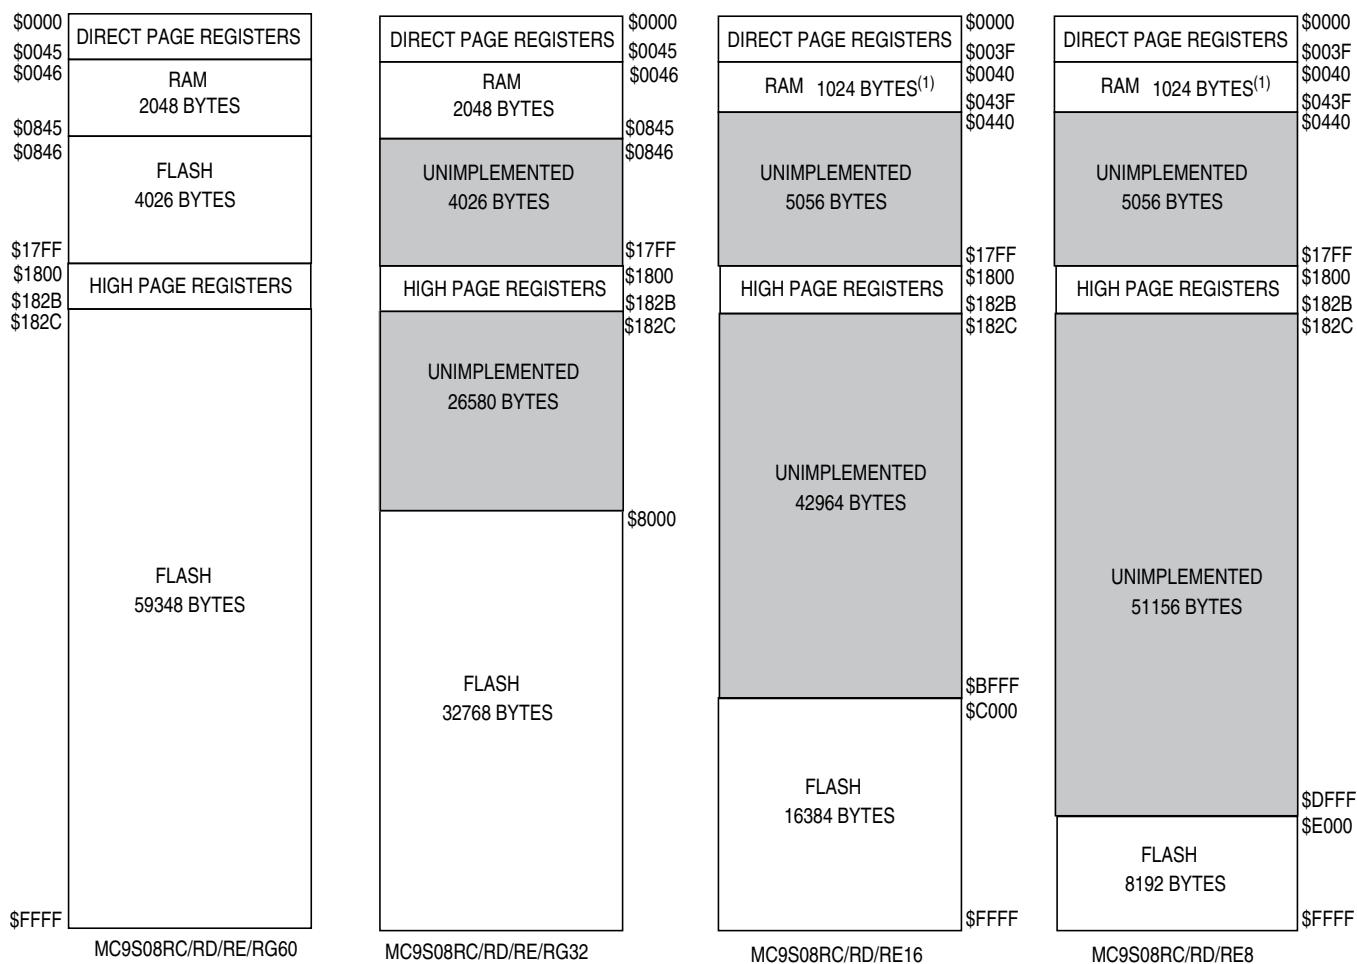 $0000
DIRECT PAGE REGISTERS
$0045
$0046
RAM
2048 BYTES
$0845
$0846
FLASH
4026 BYTES
$17FF
$1800
HIGH PAGE REGISTERS
$182B
$182C
FLASH
59348 BYTES
$FFFF
MC9S08RC/RD/RE/RG60
$0000
DIRECT PAGE REGISTERS
$0045
$0046
RAM
2048 BYTES
$0845
$0846
UNIMPLEMENTED
4026 BYTES
$17FF
$1800
HIGH PAGE REGISTERS
$182B
$182C
UNIMPLEMENTED
26580 BYTES
$8000
FLASH
32768 BYTES
MC9S08RC/RD/RE/RG32
$0000
DIRECT PAGE REGISTERS
$003F
$0040
RAM 1024 BYTES(1)
$043F
$0440
UNIMPLEMENTED
5056 BYTES
$17FF
$1800
HIGH PAGE REGISTERS
$182B
$182C
UNIMPLEMENTED
42964 BYTES
$BFFF
$C000
FLASH
16384 BYTES
$FFFF
MC9S08RC/RD/RE16
$0000
DIRECT PAGE REGISTERS
$003F
$0040
RAM 1024 BYTES(1)
$043F
$0440
UNIMPLEMENTED
5056 BYTES
$17FF
$1800
HIGH PAGE REGISTERS
$182B
$182C
UNIMPLEMENTED
51156 BYTES
$DFFF
$E000
FLASH
8192 BYTES
$FFFF
MC9S08RC/RD/RE8